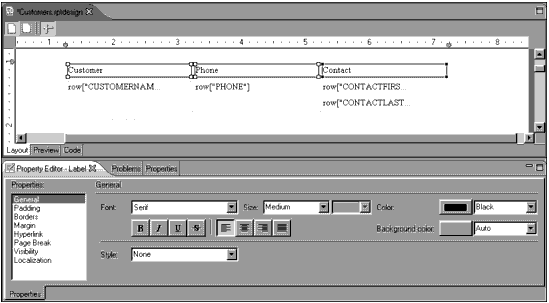 *Customers.rptdesign
1 2 3 4 5 6 7 8
Customer Phone Contact
row["CUSTOMERNAM... row["PHONE"] row["CONTACTFIRS...
row["CONTACTLAST...
2
Layout Preview Code
Property Editor - Label Problems Properties
Properties: General
General
Padding
Borders
Margin
Hyperlink
Page Break
Visibility
Localization
Font: Serif Size: Medium Color: Black
B I U S Background color: Auto
Style: None
Properties